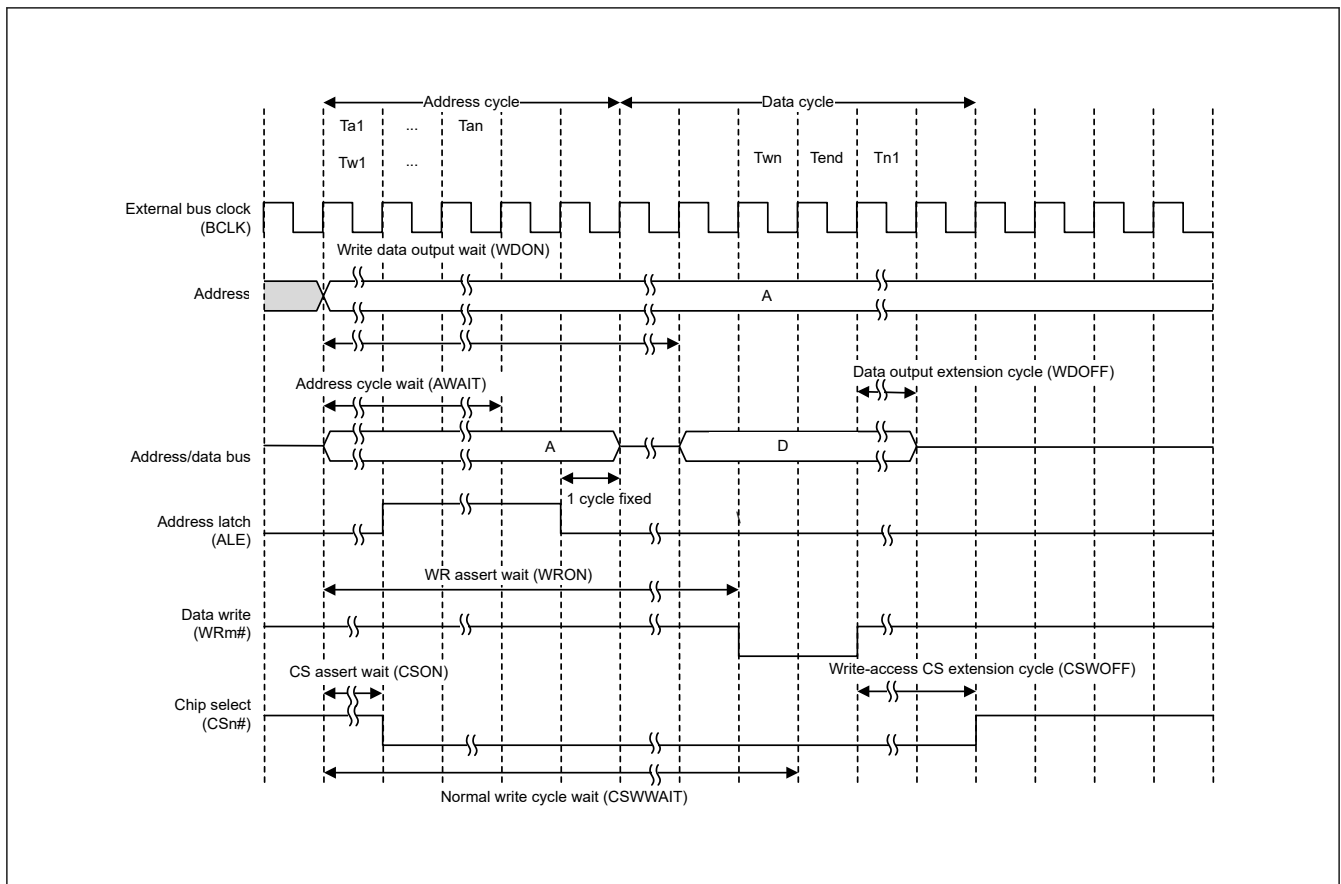 Address cycle Data cycle
Ta1 ... Tan
Twn Tend Tn1
Tw1 ...
External bus clock
(BCLK)
Write data output wait (WDON)
Address
A
Data output extension cycle (WDOFF)
Address cycle wait (AWAIT)
A D
Address/data bus
1 cycle fixed
Address latch
(ALE)
WR assert wait (WRON)
Data write
(WRm#)
CS assert wait (CSON)
Write-access CS extension cycle (CSWOFF)
Chip select
(CSn#)
Normal write cycle wait (CSWWAIT)